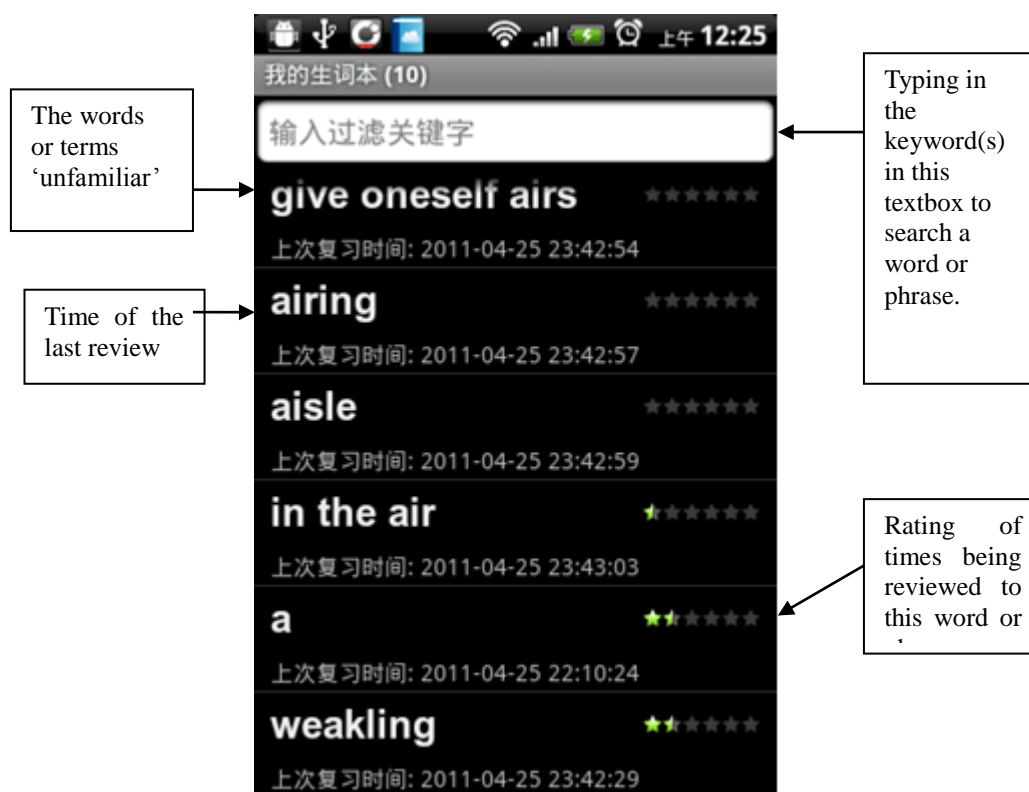 上午 12:25
我的生词本 (10)
输入过滤关键字
give oneself airs
上次复习时间: 2011-04-25 23:42:54
airing
上次复习时间: 2011-04-25 23:42:57
aisle
上次复习时间: 2011-04-25 23:42:59
in the air
上次复习时间: 2011-04-25 23:43:03
a
上次复习时间: 2011-04-25 22:10:24
weakling
上次复习时间: 2011-04-25 23:42:29
The words
or terms
‘unfamiliar’
Time of the
last review
Typing in
the
keyword(s)
in this
textbox to
search a
word or
phrase.
Rating of
times being
reviewed to
this word or